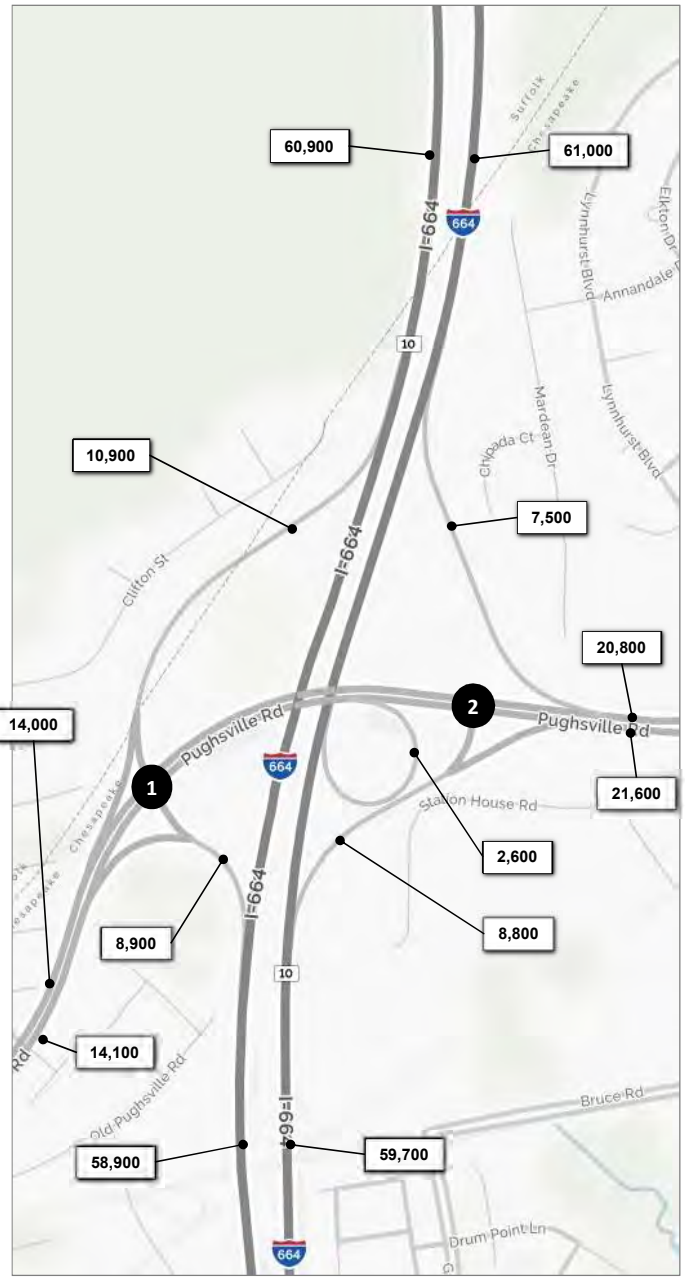 Suffolk
Chesapeake
60,900
61,000
I-664
664
Lynnhurst Blvd
Elkton Dr
Annandale
10
Mardean Dr
Chipada Ct
Lynnhurst Blvd
10,900
7,500
I-664
Clifton St
20,800
14,000
2
Pughsville Rd
Pughsville Rd
664
1
21,600
Chesapeake
Station House Rd
2,600
esapeake
I-664
8,900
8,800
10
14,100
Rd
Old Pughsville Rd
Bruce Rd
I-664
58,900
59,700
Drump Point Ln
664
G